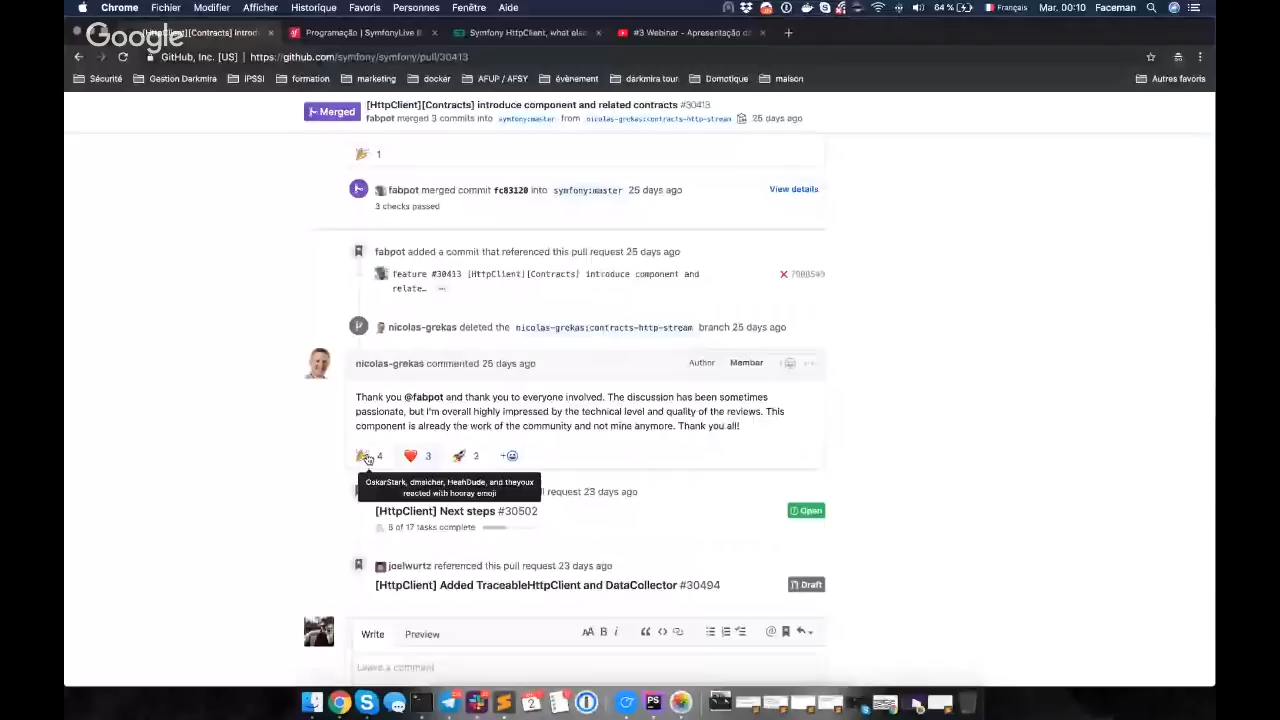 Chrome Fichier Modifier Afficher Historique Favoris Personnes Fenêtre Aide 64 % Français Mar. 00:10 Faceman
Google
[HttpClient][Contracts] introd × Programação | SymfonyLive B × Symfony HttpClient, what else × #3 Webinar - Apresentação da × +
GitHub, Inc. [US] | https://github.com/symfony/symfony/pull/30413
Sécurité Gestion Darkmira IPSSI formation marketing docker AFUP / AFSY évènement darkmira tour Domotique maison Autres favoris
Merged
[HttpClient][Contracts] introduce component and related contracts #30413
fabpot merged 3 commits into symfony:master from nicolas-grekas:contracts-http-stream 25 days ago
1
fabpot merged commit fc83120 into symfony:master 25 days ago View details
3 checks passed
fabpot added a commit that referenced this pull request 25 days ago
feature #30413 [HttpClient][Contracts] introduce component and
relate… …
nicolas-grekas deleted the nicolas-grekas:contracts-http-stream branch 25 days ago
nicolas-grekas commented 25 days ago Author Member
Thank you @fabpot and thank you to everyone involved. The discussion has been sometimes
passionate, but I'm overall highly impressed by the technical level and quality of the reviews. This
component is already the work of the community and not mine anymore. Thank you all!
4 3 2
OskarStark, dmaicher, HeahDude, and theyoux
reacted with hooray emoji
request 23 days ago
[HttpClient] Next steps #30502 Open
6 of 17 tasks complete
joelwurtz referenced this pull request 23 days ago
[HttpClient] Added TraceableHttpClient and DataCollector #30494 Draft
Write Preview AA B i
Leave a comment